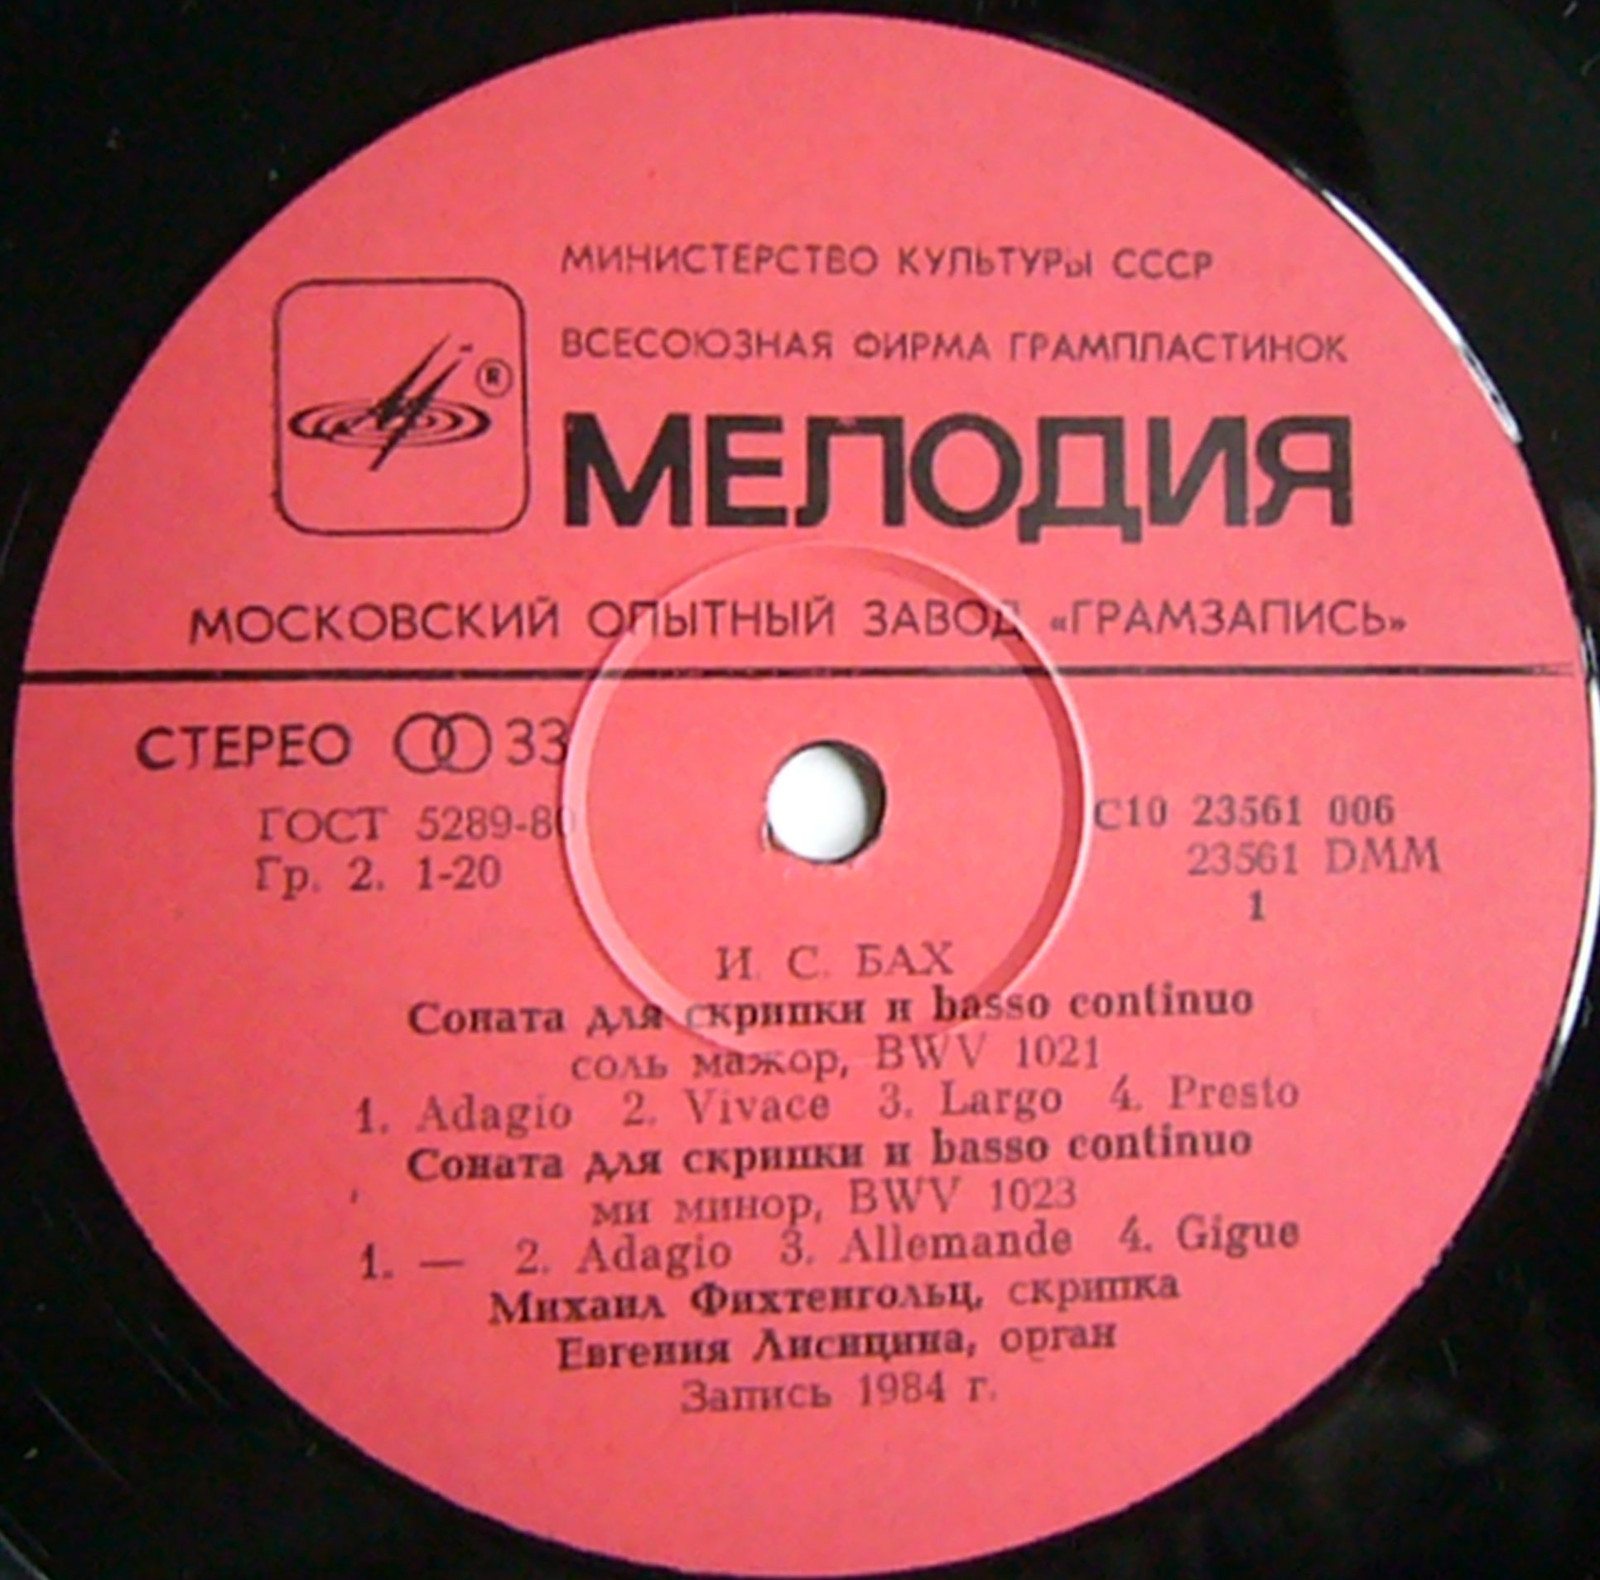 МИНИСТЕРСТВО КУЛЬТУРЫ СССР
ВСЕСОЮЗНАЯ ФИРМА ГРАМПЛАСТИНОК
®
МЕЛОДИЯ
МОСКОВСКИЙ ОПЫТНЫЙ ЗАВОД «ГРАМЗАПИСЬ»
СТЕРЕО 33
ГОСТ 5289-80
Гр. 2. 1-20
С10 23561 006
23561 DMM
1
И. С. БАХ
Соната для скрипки и basso continuo
соль мажор, BWV 1021
1. Adagio 2. Vivace 3. Largo 4. Presto
Соната для скрипки и basso continuo
ми минор, BWV 1023
1. — 2. Adagio 3. Allemande 4. Gigue
Михаил Фихтенгольц, скрипка
Евгения Лисицина, орган
Запись 1984 г.